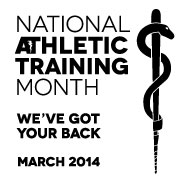 NATIONAL
ATHLETIC
TRAINING
MONTH
WE'VE GOT
YOUR BACK
MARCH 2014